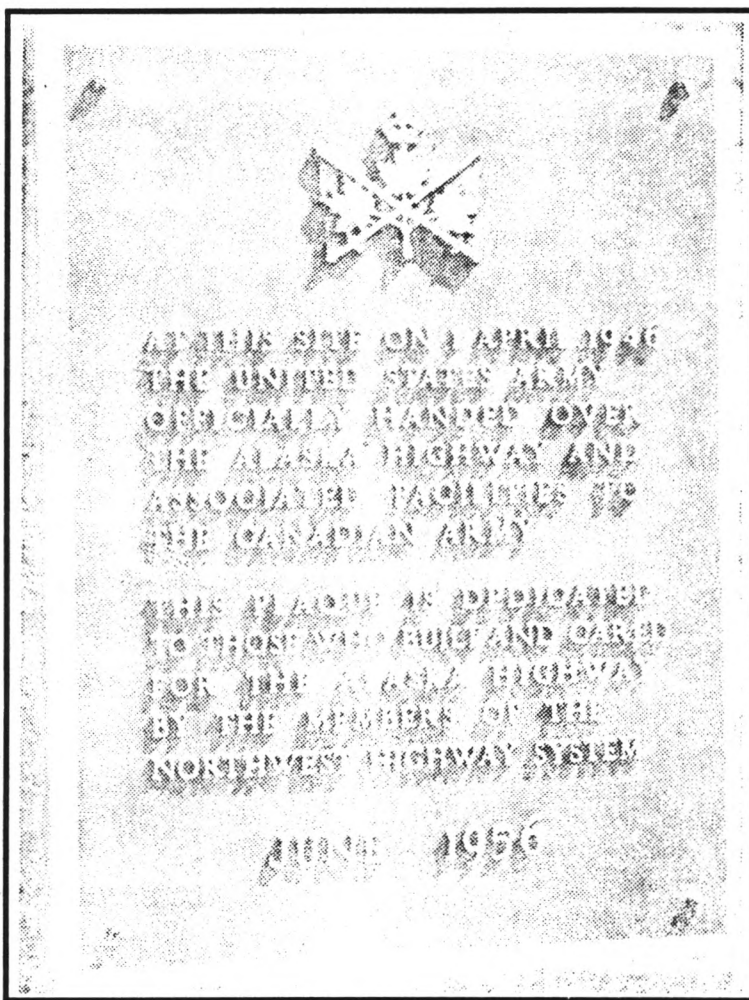 AT THIS SITE ON 1 APRIL 1946
THE UNITED STATES ARMY
OFFICIALLY HANDED OVER
THE ALASKA HIGHWAY AND
ASSOCIATED FACILITIES TO
THE CANADIAN ARMY
THIS PLAQUE IS DEDICATED
TO THOSE WHO BUILT AND CARED
FOR THE ALASKA HIGHWAY
BY THE MEMBERS OF THE
NORTHWEST HIGHWAY SYSTEM
JUNE 1956